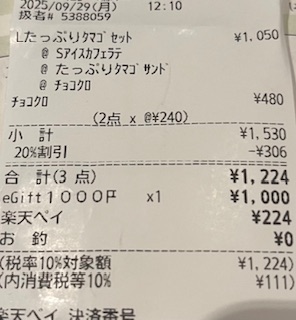 2025/09/29(月) 12:10
扱者# 5388059
Lたっぷりタマゴセット ¥1,050
@ Sアイスカフェラテ
@ たっぷりタマゴサンド
@ チョコクロ
チョコクロ ¥480
(2点 x @¥240)
小 計 ¥1,530
20%割引 -¥306
合 計(3 点) ¥1,224
eGift1000円 x1 ¥1,000
楽天ペイ ¥224
お 釣 ¥0
(税率10%対象額 ¥1,224)
(内消費税等10% ¥111)
楽天ペイ 決済番号